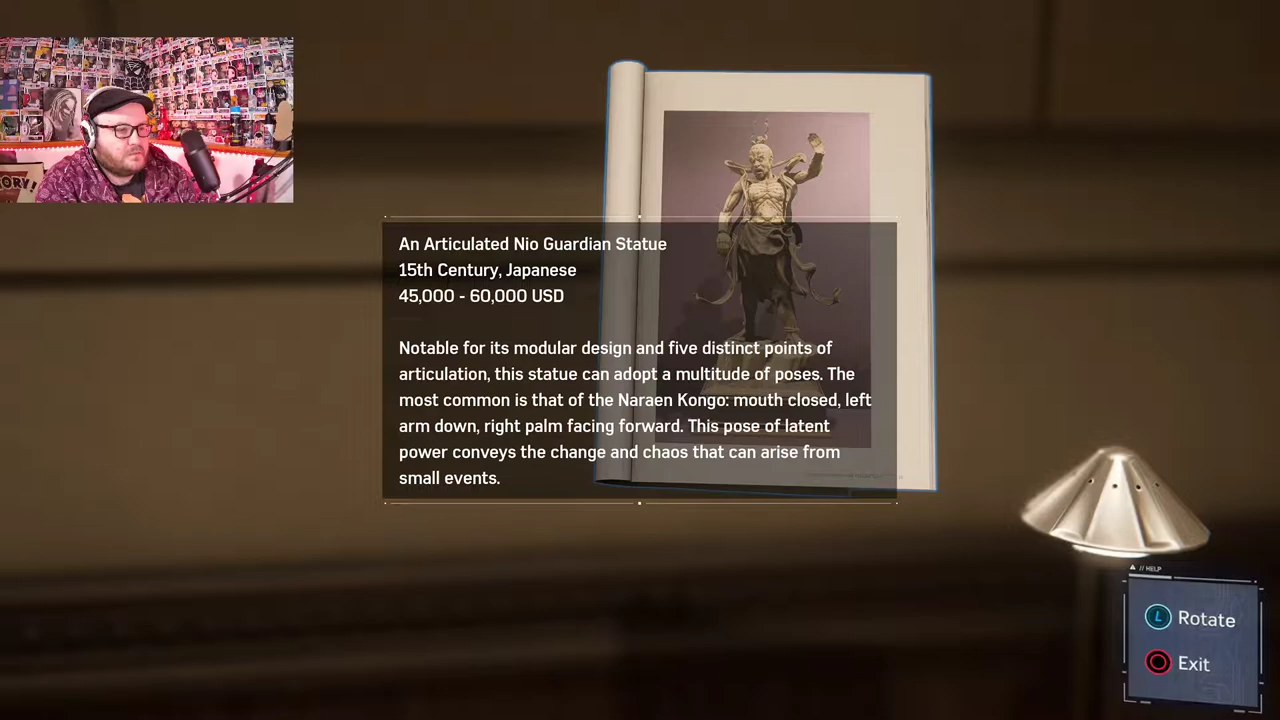 ORY!
An Articulated Nio Guardian Statue
15th Century, Japanese
45,000 - 60,000 USD
Notable for its modular design and five distinct points of
articulation, this statue can adopt a multitude of poses. The
most common is that of the Naraen Kongo: mouth closed, left
arm down, right palm facing forward. This pose of latent
power conveys the change and chaos that can arise from
small events.
// HELP
L Rotate
Exit